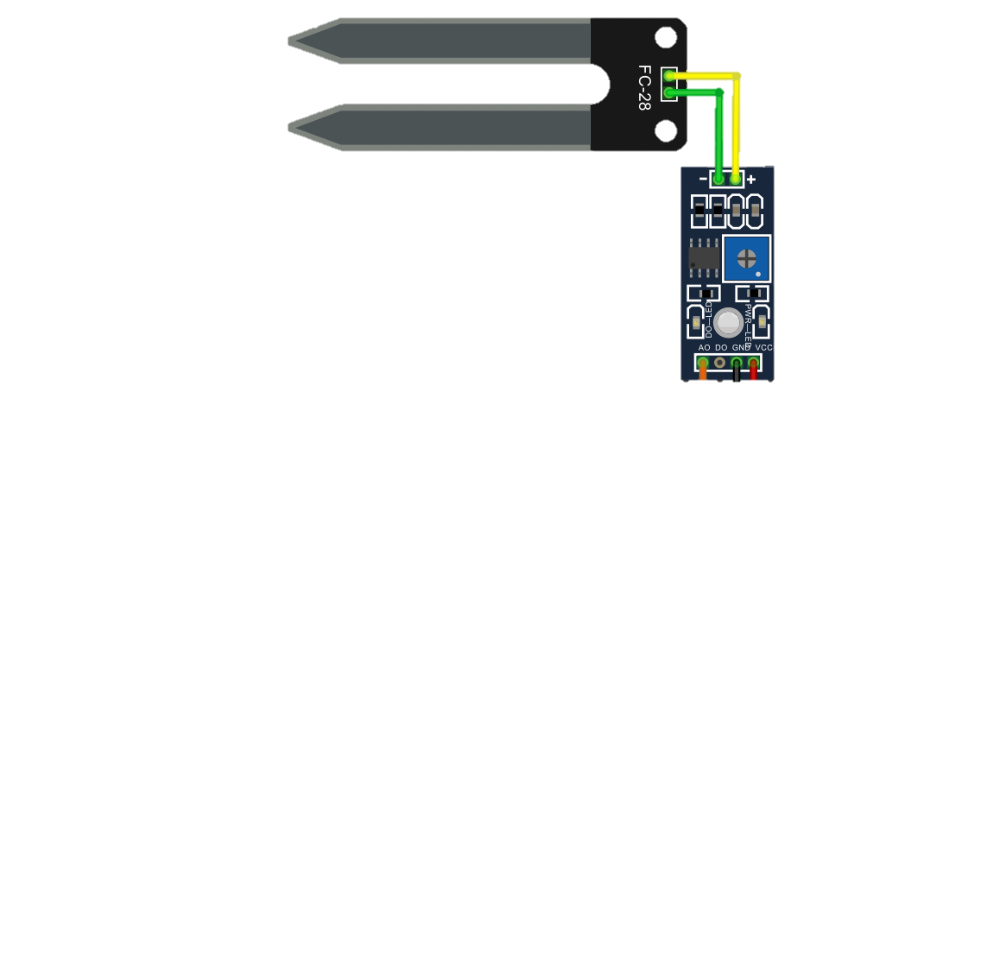 FC-28
- +
DO-LED
PWR-LED
AO DO GND VCC